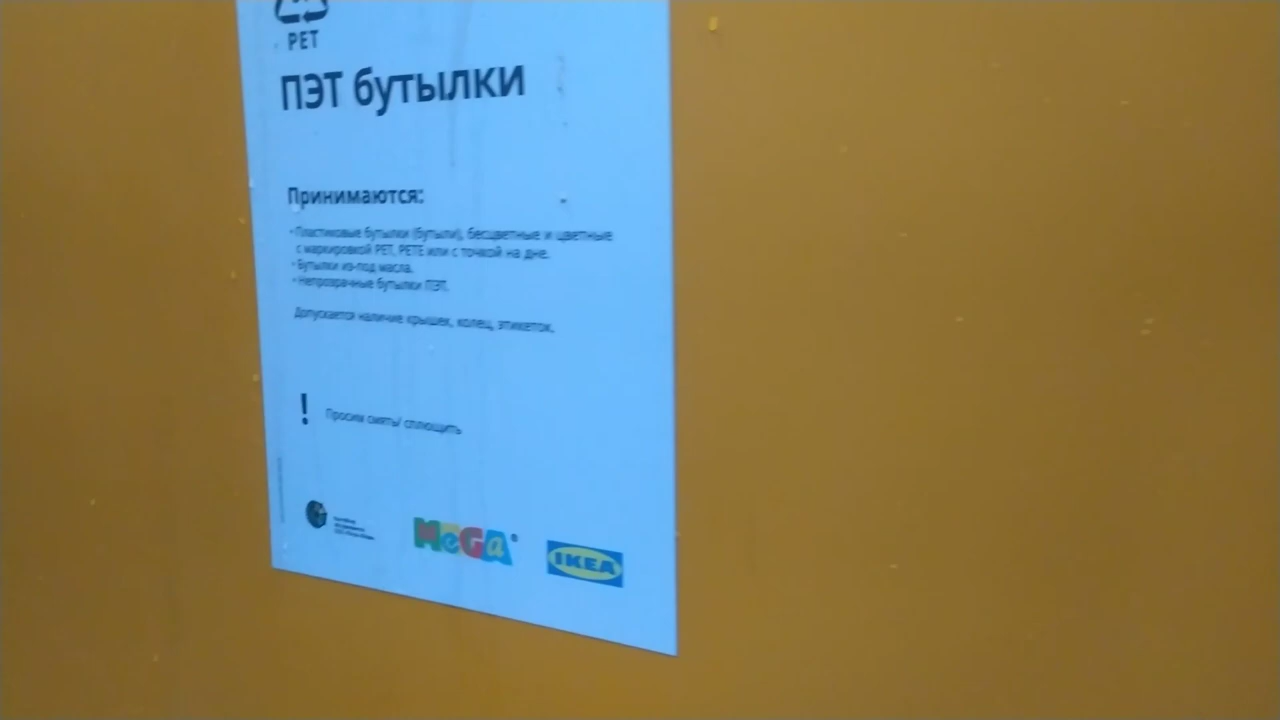 PET
ПЭТ бутылки
Принимаются:
• Пластиковые бутылки (бутыли), бесцветные и цветные
с маркировкой PET, PETE или с точкой на дне.
• Бутылки из-под масла.
• Непрозрачные бутылки ПЭТ.
Допускается наличие крышек, колец, этикеток.
! Просим смять/ сплющить
MEGA®
IKEA